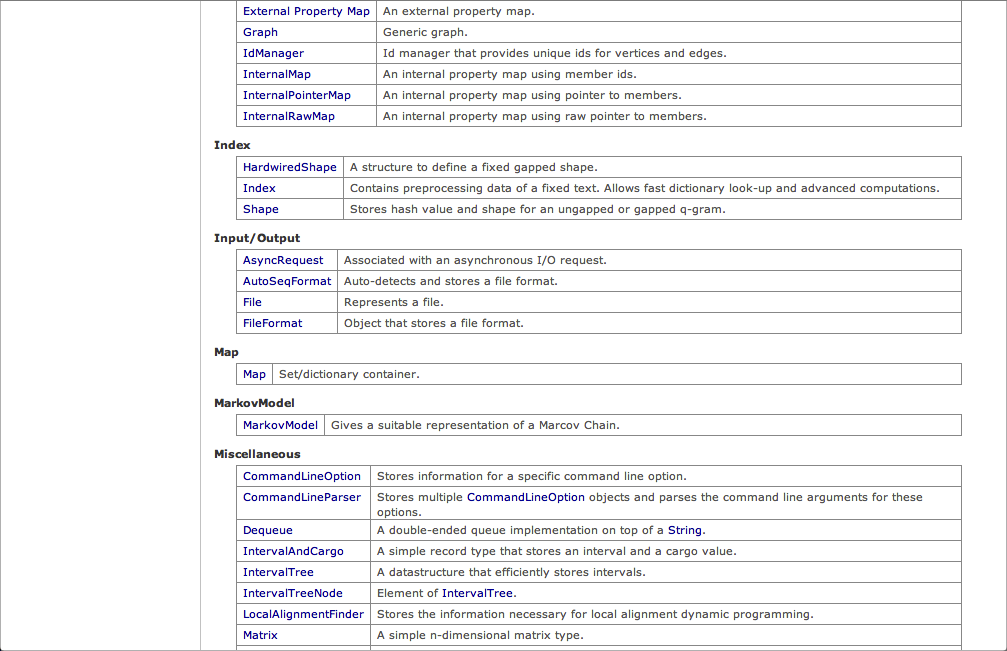 External Property Map An external property map.
Graph Generic graph.
IdManager Id manager that provides unique ids for vertices and edges.
InternalMap An internal property map using member ids.
InternalPointerMap An internal property map using pointer to members.
InternalRawMap An internal property map using raw pointer to members.
Index
HardwiredShape A structure to define a fixed gapped shape.
Index Contains preprocessing data of a fixed text. Allows fast dictionary look-up and advanced computations.
Shape Stores hash value and shape for an ungapped or gapped q-gram.
Input/Output
AsyncRequest Associated with an asynchronous I/O request.
AutoSeqFormat Auto-detects and stores a file format.
File Represents a file.
FileFormat Object that stores a file format.
Map
Map Set/dictionary container.
MarkovModel
MarkovModel Gives a suitable representation of a Marcov Chain.
Miscellaneous
CommandLineOption Stores information for a specific command line option.
CommandLineParser Stores multiple CommandLineOption objects and parses the command line arguments for these
options.
Dequeue A double-ended queue implementation on top of a String.
IntervalAndCargo A simple record type that stores an interval and a cargo value.
IntervalTree A datastructure that efficiently stores intervals.
IntervalTreeNode Element of IntervalTree.
LocalAlignmentFinder Stores the information necessary for local alignment dynamic programming.
Matrix A simple n-dimensional matrix type.